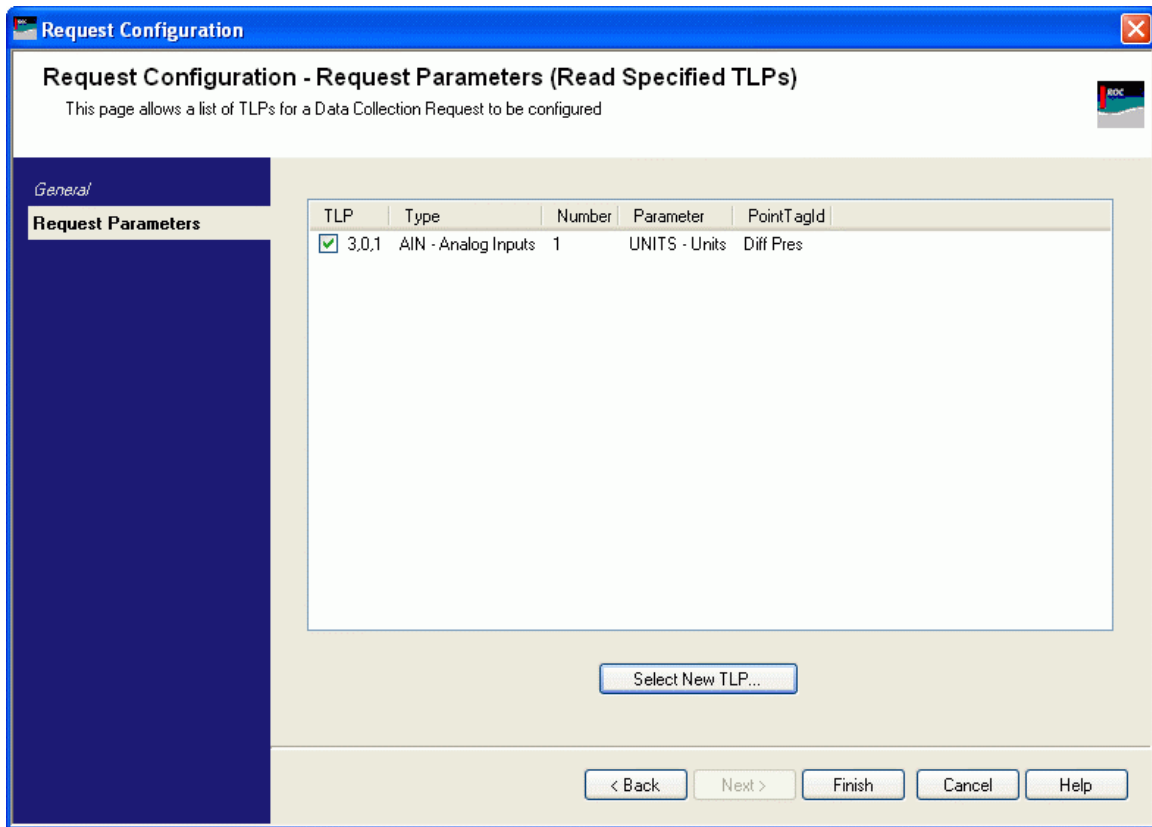 Request Configuration
Request Configuration - Request Parameters (Read Specified TLPs)
This page allows a list of TLPs for a Data Collection Request to be configured
ROC
General
Request Parameters
TLP Type Number Parameter PointTagId
3,0,1 AIN - Analog Inputs 1 UNITS - Units Diff Pres
Select New TLP...
< Back Next > Finish Cancel Help